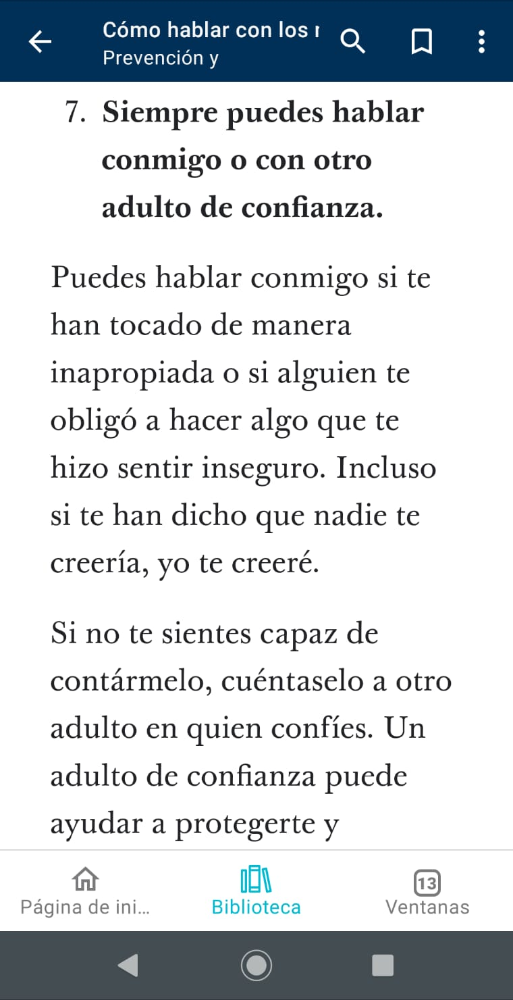 Cómo hablar con los
Prevención y
7. Siempre puedes hablar
conmigo o con otro
adulto de confianza.
Puedes hablar conmigo si te
han tocado de manera
inapropiada o si alguien te
obligó a hacer algo que te
hizo sentir inseguro. Incluso
si te han dicho que nadie te
creería, yo te creeré.
Si no te sientes capaz de
contármelo, cuéntaselo a otro
adulto en quien confíes. Un
adulto de confianza puede
ayudar a protegerte y
Página de ini...
Biblioteca
13
Ventanas